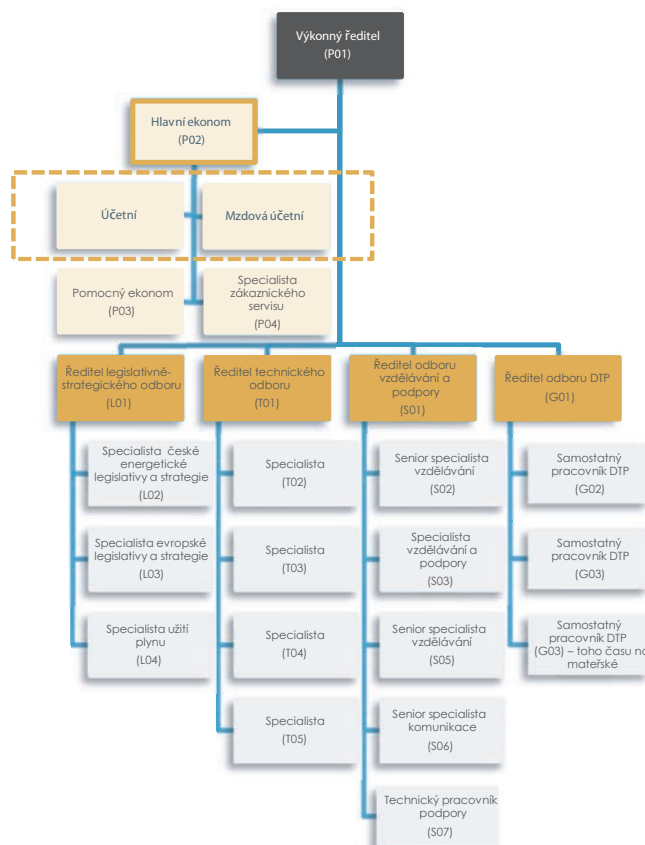 Výkonný ředitel
(P01)
Hlavní ekonom
(P02)
Účetní
Mzdová účetní
Pomocný ekonom
(P03)
Specialista
zákaznického
servisu
(P04)
Ředitel legislativně-
strategického odboru
(L01)
Ředitel technického
odboru
(T01)
Ředitel odboru
vzdělávání a
podpory
(S01)
Ředitel odboru DTP
(G01)
Specialista české
energetické
legislativy a strategie
(L02)
Specialista
(T02)
Senior specialista
vzdělávání
(S02)
Samostatný
pracovník DTP
(G02)
Specialista evropské
legislativy a strategie
(L03)
Specialista
(T03)
Specialista
vzdělávání a
podpory
(S03)
Samostatný
pracovník DTP
(G03)
Specialista užití
plynu
(L04)
Specialista
(T04)
Senior specialista
vzdělávání
(S05)
Samostatný
pracovník DTP
(G03) – toho času na
mateřské
Specialista
(T05)
Senior specialista
komunikace
(S06)
Technický pracovník
podpory
(S07)